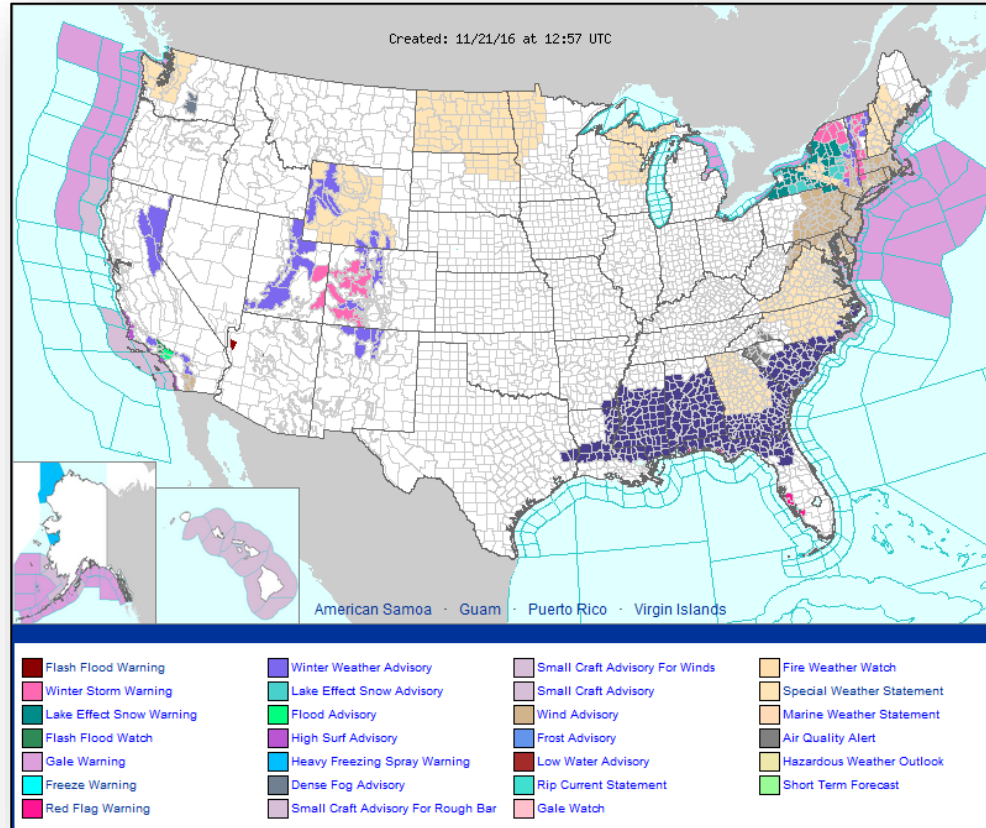 Created: 11/21/16 at 12:57 UTC
American Samoa · Guam · Puerto Rico · Virgin Islands
Flash Flood Warning
Winter Storm Warning
Lake Effect Snow Warning
Flash Flood Watch
Gale Warning
Freeze Warning
Red Flag Warning
Winter Weather Advisory
Lake Effect Snow Advisory
Flood Advisory
High Surf Advisory
Heavy Freezing Spray Warning
Dense Fog Advisory
Small Craft Advisory For Rough Bar
Small Craft Advisory For Winds
Small Craft Advisory
Wind Advisory
Frost Advisory
Low Water Advisory
Rip Current Statement
Gale Watch
Fire Weather Watch
Special Weather Statement
Marine Weather Statement
Air Quality Alert
Hazardous Weather Outlook
Short Term Forecast